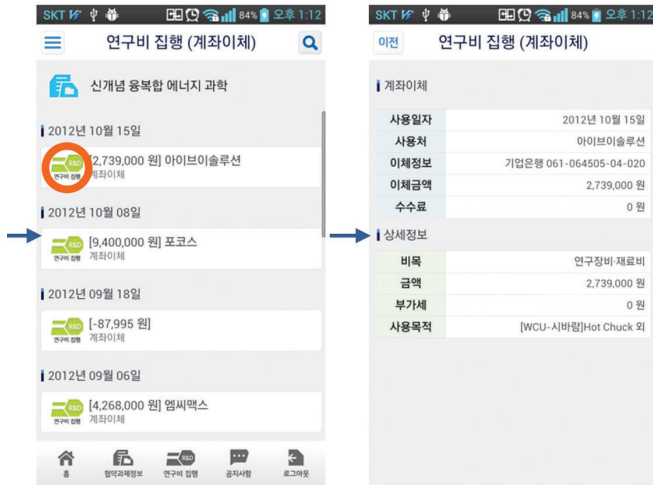 SKT
84% 오후 1:12
연구비 집행 (계좌이체)
신개념 융복합 에너지 과학
2012년 10월 15일
R&D
연구비 집행
[2,739,000 원] 아이브이솔루션
계좌이체
2012년 10월 08일
R&D
연구비 집행
[9,400,000 원] 포코스
계좌이체
2012년 09월 18일
R&D
연구비 집행
[-87,995 원]
계좌이체
2012년 09월 06일
R&D
연구비 집행
[4,268,000 원] 엠씨맥스
계좌이체
홈 협약과제정보 연구비 집행 공지사항 로그아웃
SKT
84% 오후 1:12
이전 연구비 집행 (계좌이체)
계좌이체
사용일자 2012년 10월 15일
사용처 아이브이솔루션
이체정보 기업은행 061-064505-04-020
이체금액 2,739,000 원
수수료 0 원
상세정보
비목 연구장비·재료비
금액 2,739,000 원
부가세 0 원
사용목적 [WCU-시바람]Hot Chuck 외